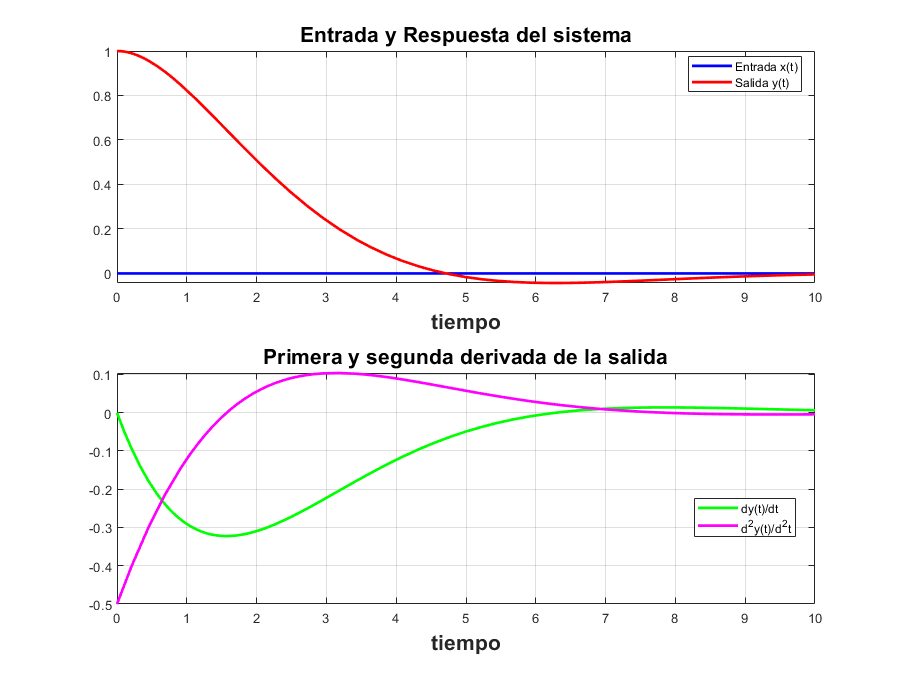 Entrada y Respuesta del sistema
1
0.8
0.6
0.4
0.2
0
Entrada x(t)
Salida y(t)
0 1 2 3 4 5 6 7 8 9 10
tiempo
Primera y segunda derivada de la salida
0.1
0
-0.1
-0.2
-0.3
-0.4
-0.5
dy(t)/dt
d²y(t)/d²t
0 1 2 3 4 5 6 7 8 9 10
tiempo